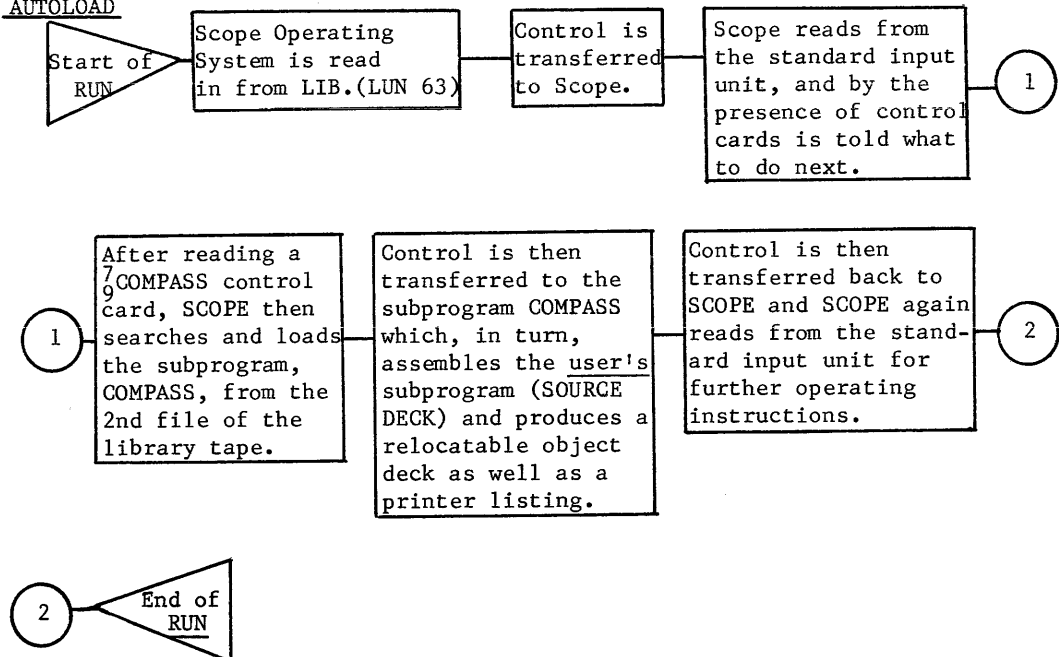 AUTOLOAD
Start of
RUN
Scope Operating
System is read
in from LIB.(LUN 63)
Control is
transferred
to Scope.
Scope reads from
the standard input
unit, and by the
presence of control
cards is told what
to do next.
1
1
After reading a
7
9COMPASS control
card, SCOPE then
searches and loads
the subprogram,
COMPASS, from the
2nd file of the
library tape.
Control is then
transferred to the
subprogram COMPASS
which, in turn,
assembles the user's
subprogram (SOURCE
DECK) and produces a
relocatable object
deck as well as a
printer listing.
Control is then
transferred back to
SCOPE and SCOPE again
reads from the stand-
ard input unit for
further operating
instructions.
2
2
End of
RUN